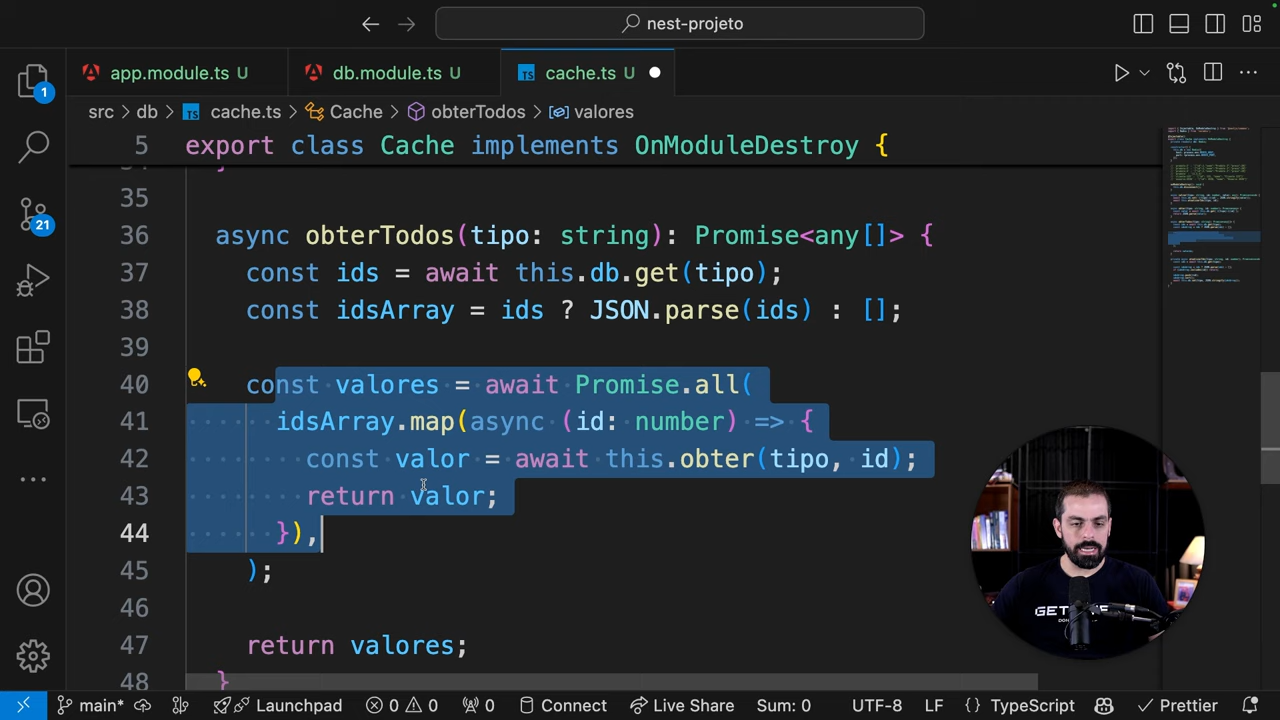 nest-projeto
app.module.ts U
db.module.ts U
TS cache.ts U
src > db > TS cache.ts > Cache > obterTodos > valores
5 export class Cache implements OnModuleDestroy {
35
36 async obterTodos(tipo: string): Promise<any[]> {
37 const ids = await this.db.get(tipo);
38 const idsArray = ids ? JSON.parse(ids) : [];
39
40 const valores = await Promise.all(
41 idsArray.map(async (id: number) => {
42 const valor = await this.obter(tipo, id);
43 return valor;
44 }),
45 );
46
47 return valores;
48 }
1
21
main* Launchpad 0 0 0 Connect Live Share Sum: 0 UTF-8 LF {} TypeScript Prettier